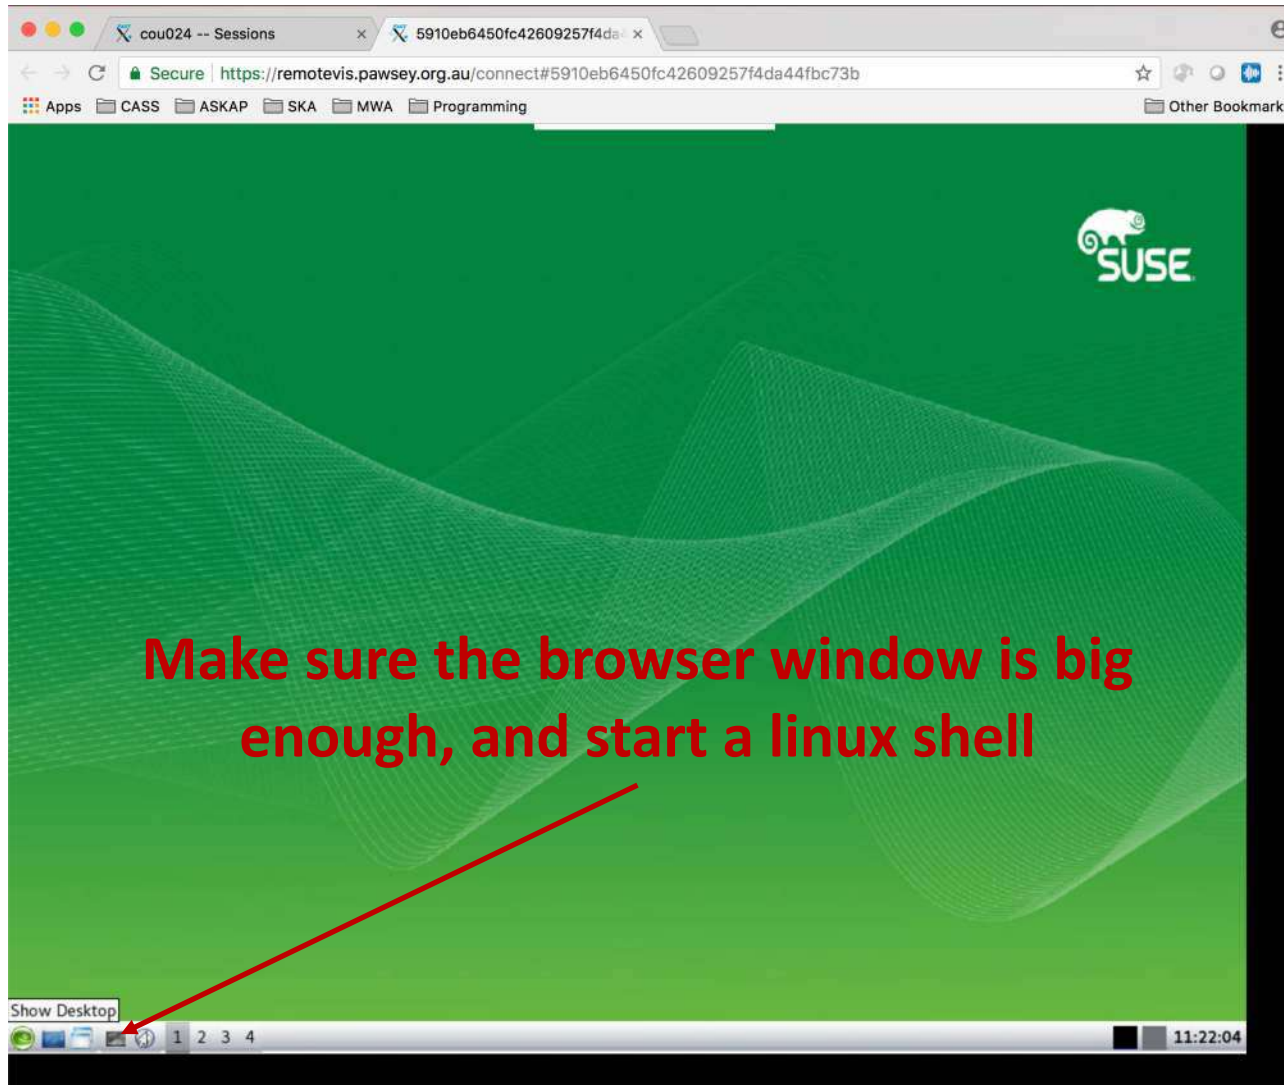 cou024 -- Sessions
5910eb6450fc42609257f4da
Secure https://remotevis.pawsey.org.au/connect#5910eb6450fc42609257f4da44fbc73b
Apps CASS ASKAP SKA MWA Programming Other Bookmark
SUSE
Make sure the browser window is big
enough, and start a linux shell
Show Desktop
1 2 3 4 11:22:04